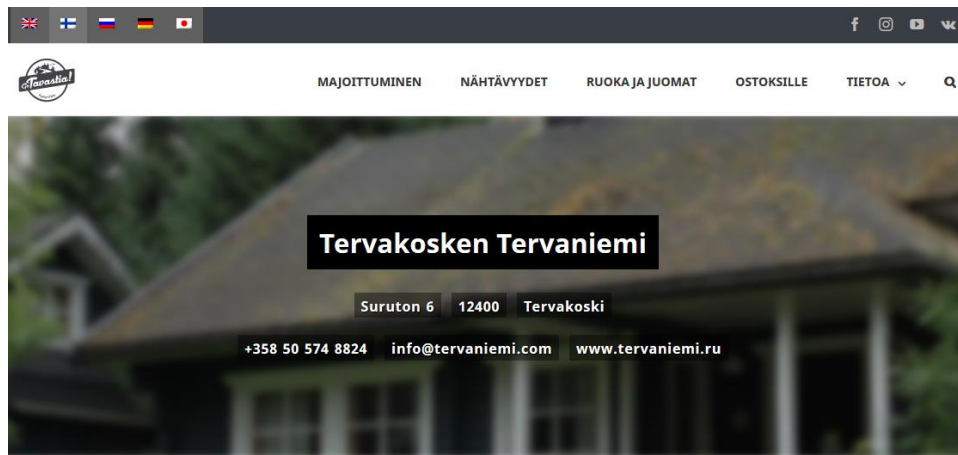 Tavastia!
MAJOITTUMINEN NÄHTÄVYYDET RUOKA JA JUOMAT OSTOKSILLE TIETOA
Tervakosken Tervaniemi
Suruton 6 12400 Tervakoski
+358 50 574 8824 info@tervaniemi.com www.tervaniemi.ru